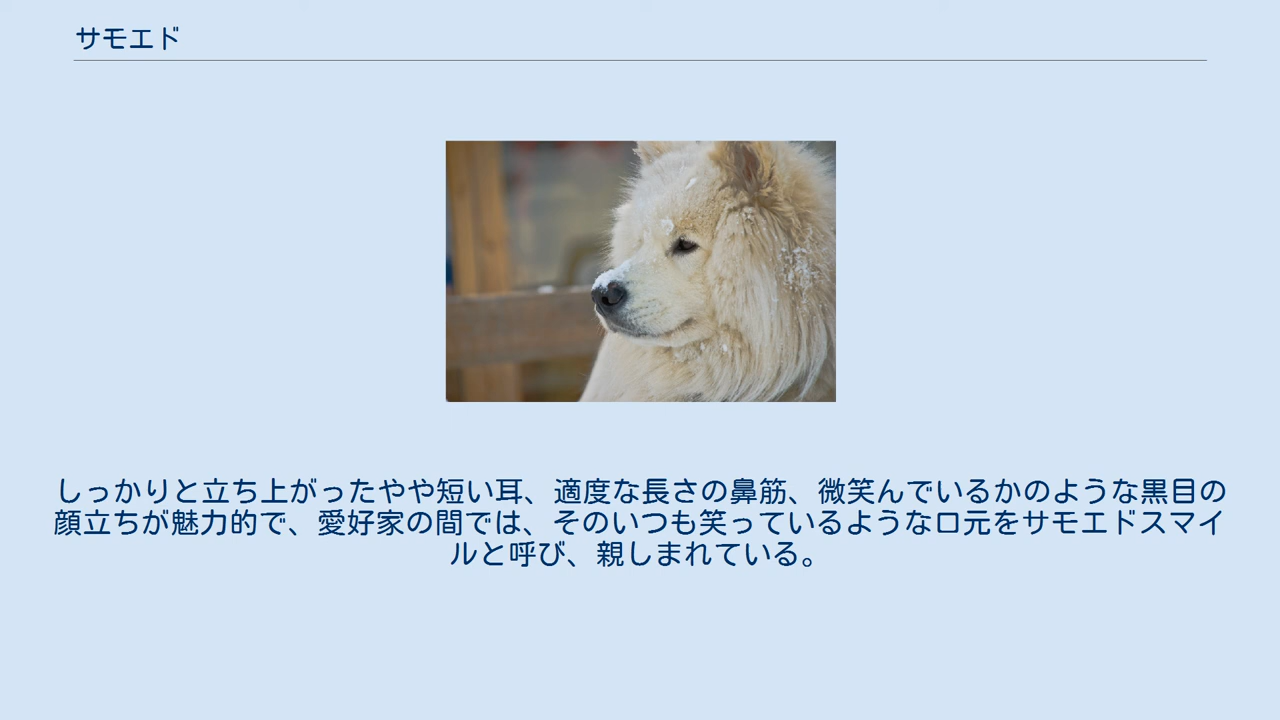 サモエド
しっかりと立ち上がったやや短い耳、適度な長さの鼻筋、微笑んでいるかのような黒目の
顔立ちが魅力的で、愛好家の間では、そのいつも笑っているような口元をサモエドスマイ
ルと呼び、親しまれている。